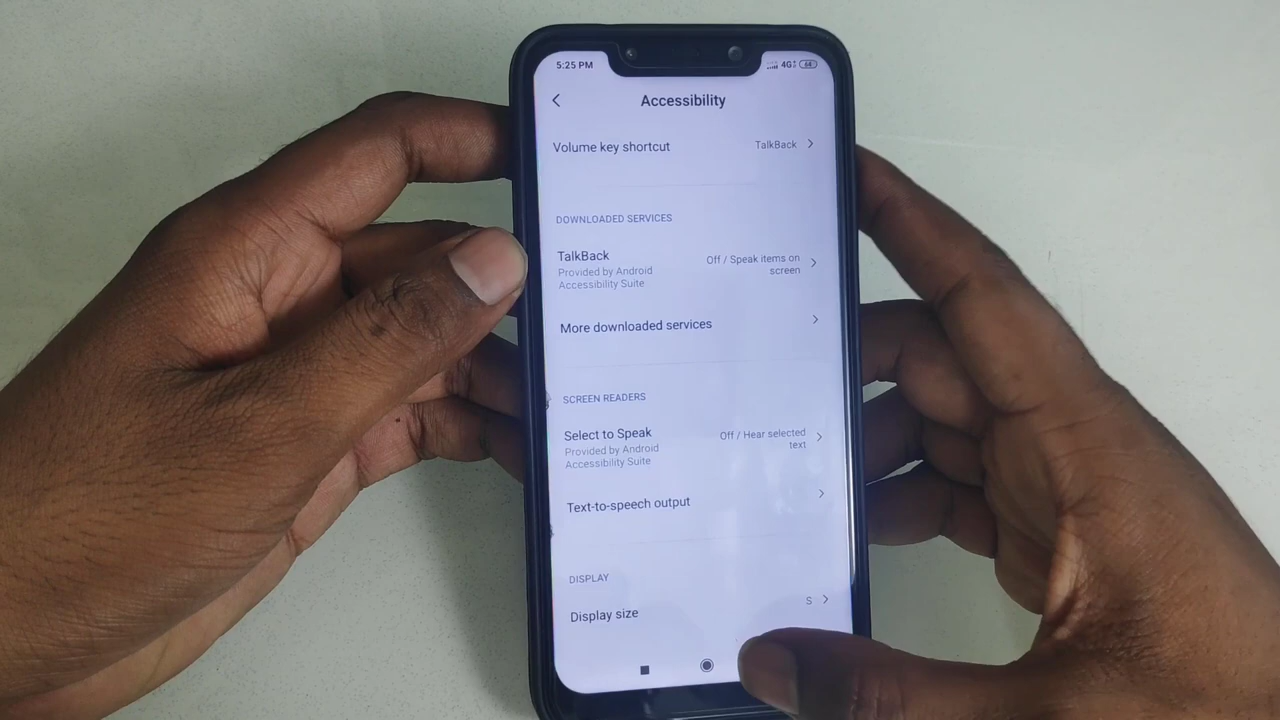 5:25 PM
4G
64
Accessibility
Volume key shortcut
TalkBack
DOWNLOADED SERVICES
TalkBack
Off / Speak items on
screen
Provided by Android
Accessibility Suite
More downloaded services
SCREEN READERS
Select to Speak
Off / Hear selected
text
Provided by Android
Accessibility Suite
Text-to-speech output
DISPLAY
Display size
S